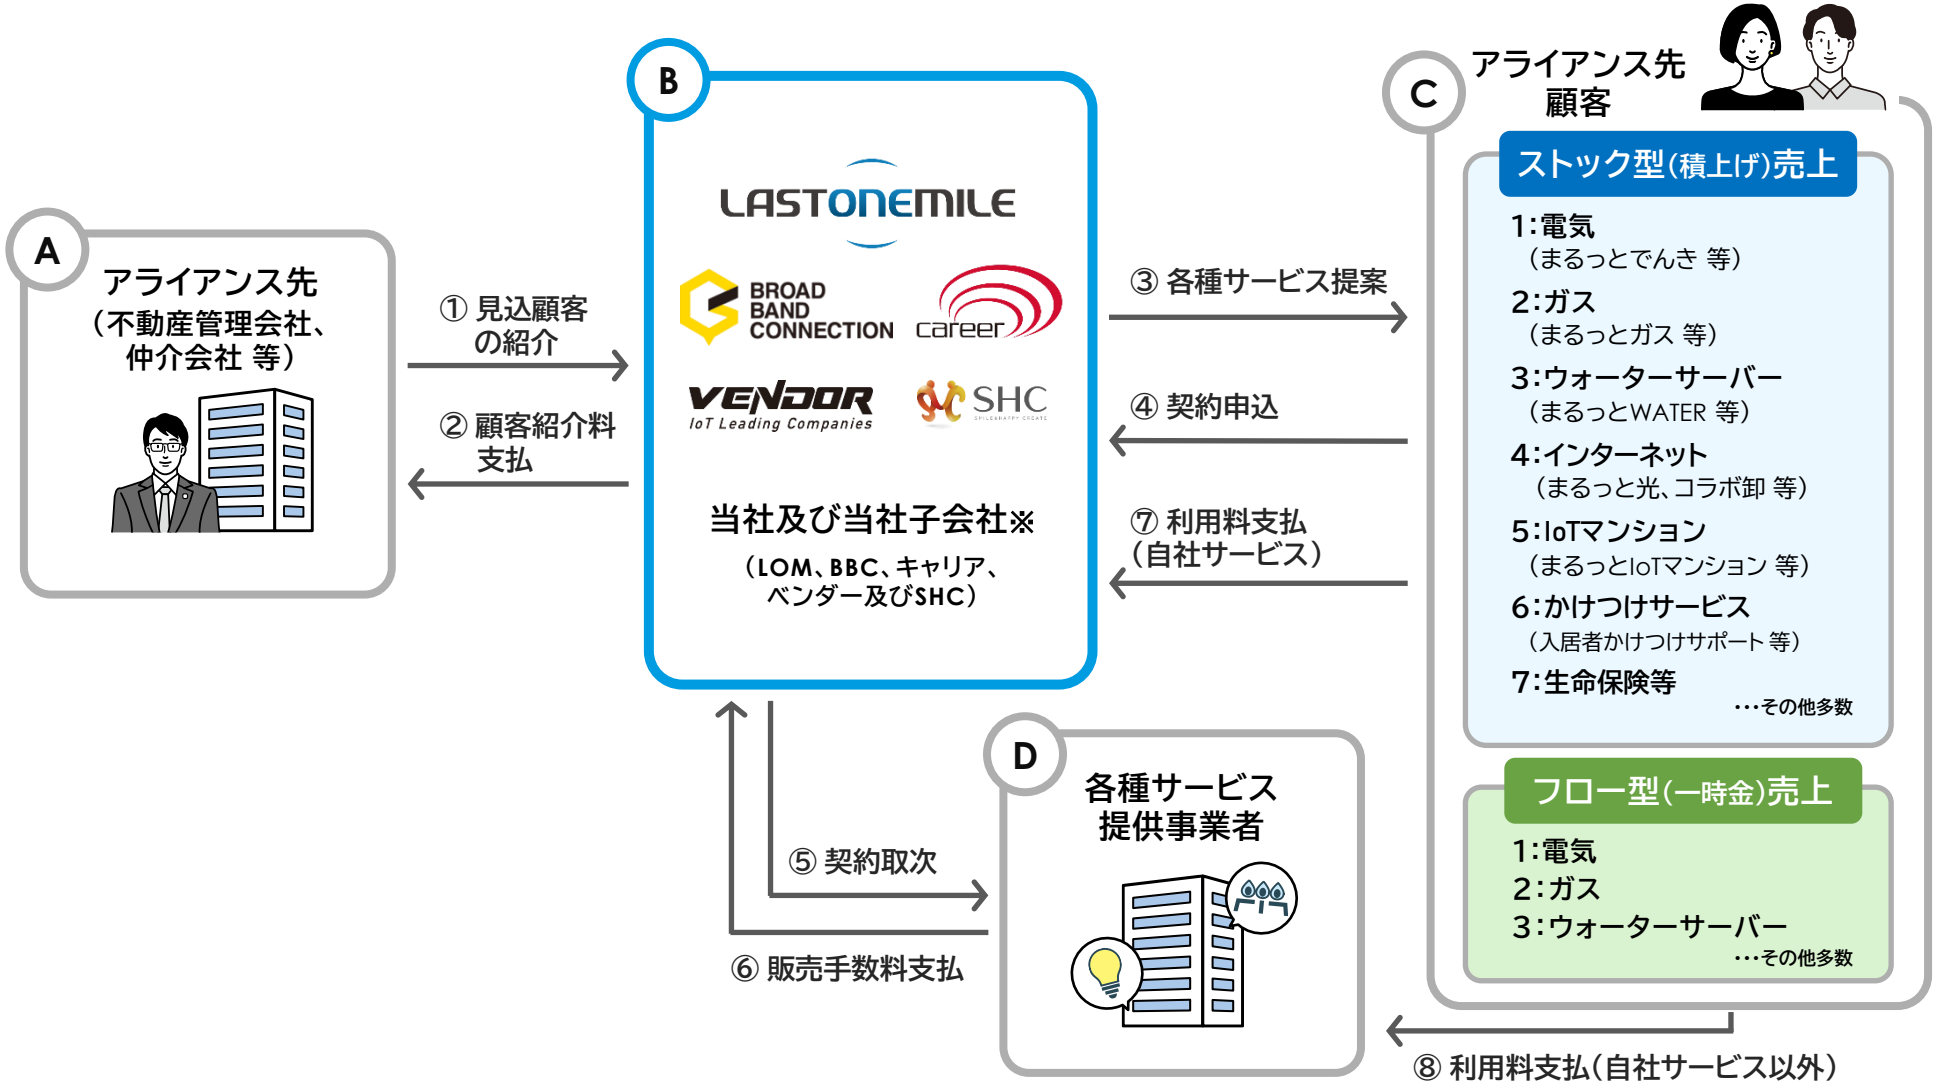 A
アライアンス先
（不動産管理会社、
仲介会社 等）
① 見込顧客
の紹介
② 顧客紹介料
支払
B
LASTONEMILE
BROAD
BAND
CONNECTION
career
VENDOR
IoT Leading Companies
SHC
SMILE&HAPPY CREATE
当社及び当社子会社※
（LOM、BBC、キャリア、
ベンダー及びSHC）
③ 各種サービス提案
④ 契約申込
⑦ 利用料支払
（自社サービス）
⑤ 契約取次
⑥ 販売手数料支払
D
各種サービス
提供事業者
C
アライアンス先
顧客
ストック型（積上げ）売上
1：電気
（まるっとでんき 等）
2：ガス
（まるっとガス 等）
3：ウォーターサーバー
（まるっとWATER 等）
4：インターネット
（まるっと光、コラボ卸 等）
5：IoTマンション
（まるっとIoTマンション 等）
6：かけつけサービス
（入居者かけつけサポート 等）
7：生命保険等
…その他多数
フロー型（一時金）売上
1：電気
2：ガス
3：ウォーターサーバー
…その他多数
⑧ 利用料支払（自社サービス以外）